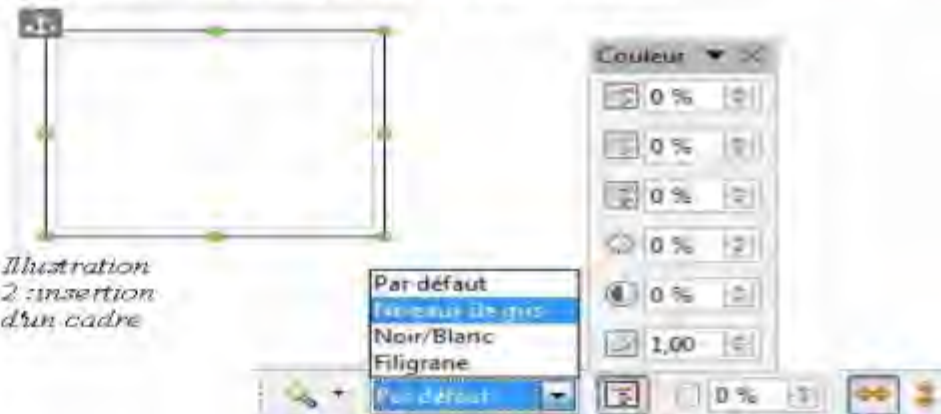 Couleur
0 %
0 %
0 %
0 %
0 %
1,00
Illustration
2 :insertion
d'un cadre
Par défaut
Niveaux de gris
Noir/Blanc
Filigrane
Par défaut
0 %